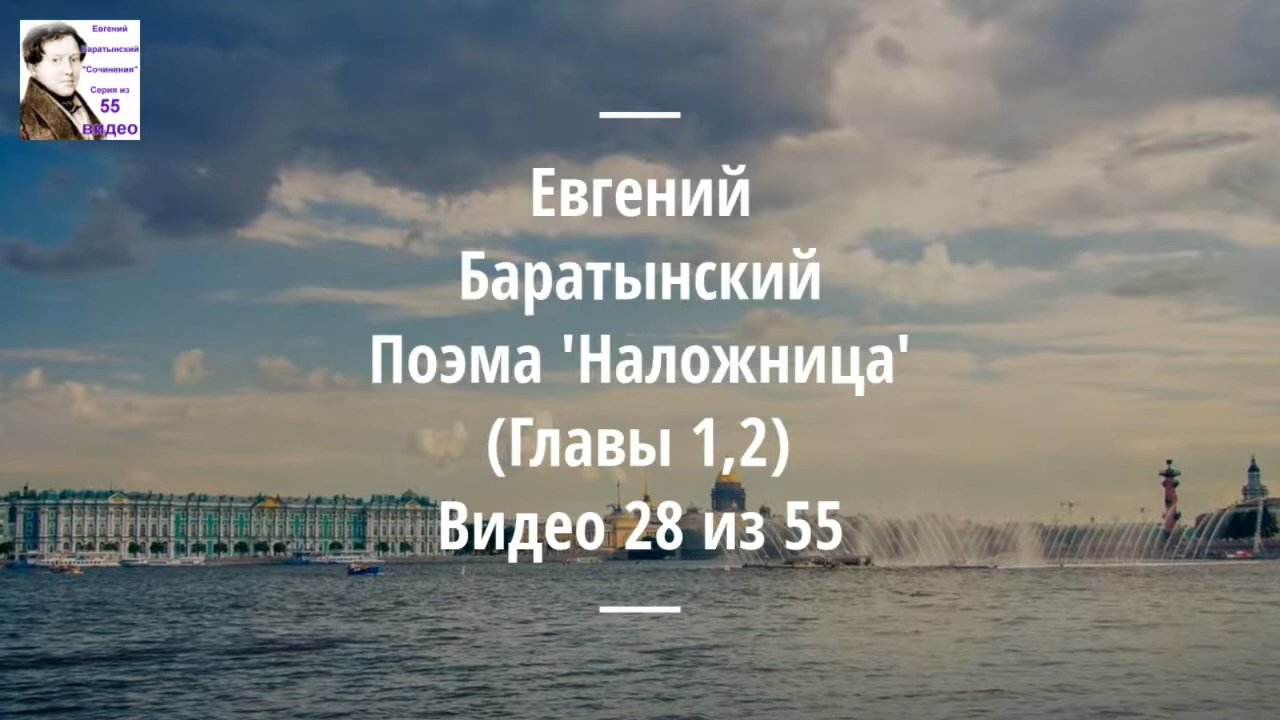 Евгений
Баратынский
"Сочинения"
Серия из
55
видео
Евгений
Баратынский
Поэма 'Наложница'
(Главы 1,2)
Видео 28 из 55